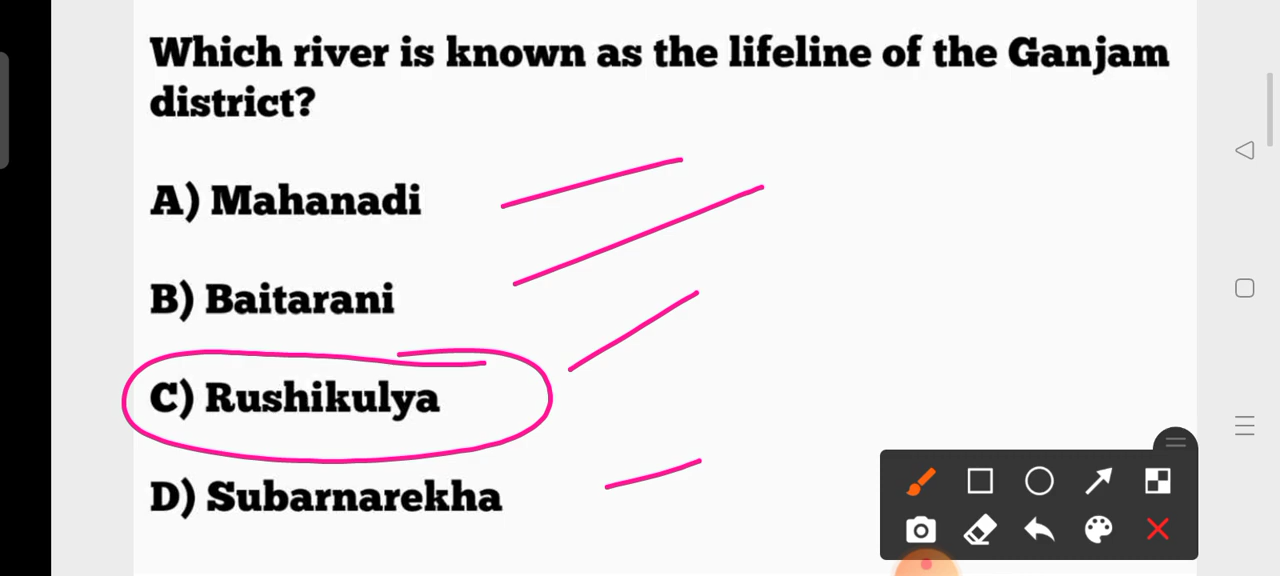 Which river is known as the lifeline of the Ganjam
district?
A) Mahanadi
B) Baitarani
C) Rushikulya
D) Subarnarekha